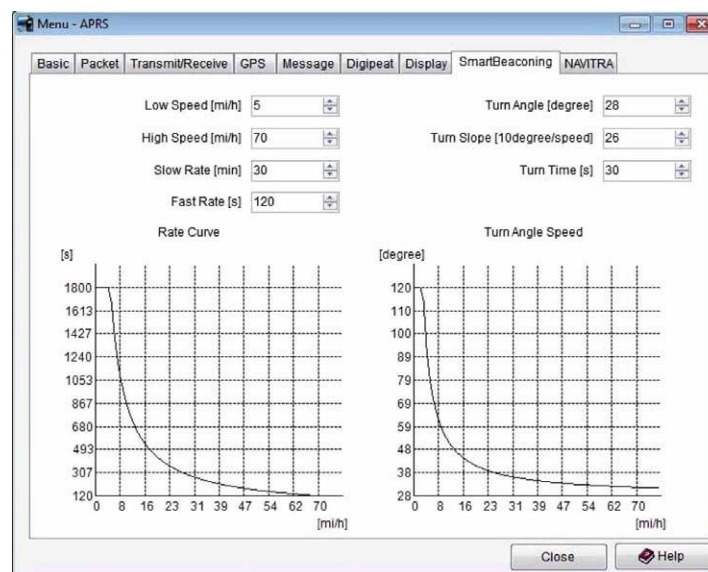 Menu - APRS
Basic Packet Transmit/Receive GPS Message Digipeat Display SmartBeaconing NAVITRA
Low Speed [mi/h] 5 Turn Angle [degree] 28
High Speed [mi/h] 70 Turn Slope [10degree/speed] 26
Slow Rate [min] 30 Turn Time [s] 30
Fast Rate [s] 120
Rate Curve Turn Angle Speed
[s] [degree]
1800 120
1613 110
1427 100
1240 89
1053 79
867 69
680 59
493 48
307 38
120 28
0 8 16 23 31 39 47 54 62 70 0 8 16 23 31 39 47 54 62 70
[mi/h] [mi/h]
Close Help